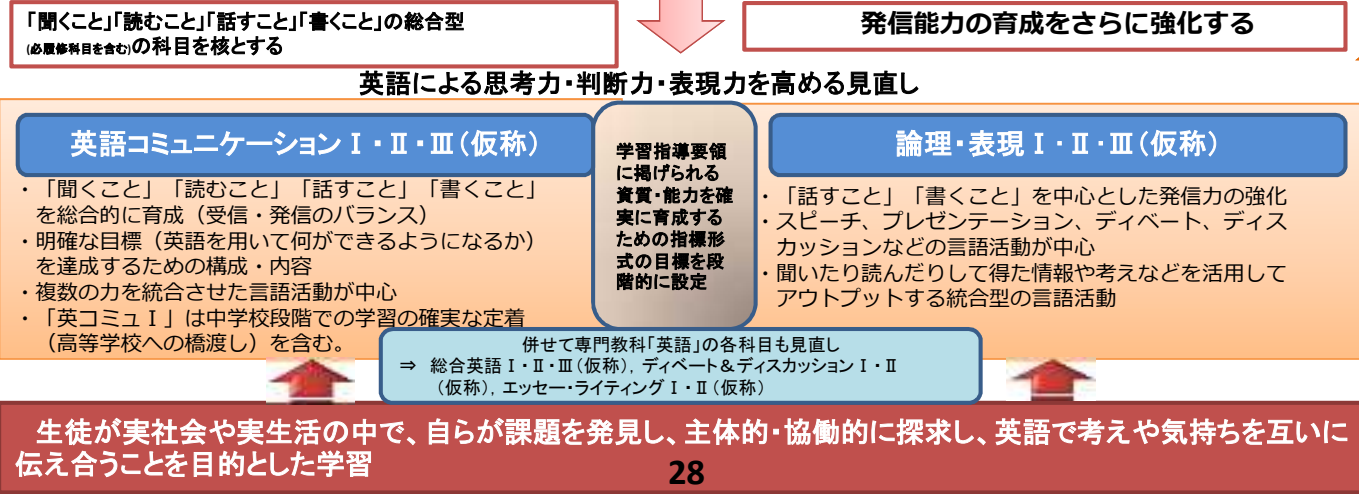 「聞くこと」「読むこと」「話すこと」「書くこと」の総合型
(必履修科目を含む)の科目を核とする
発信能力の育成をさらに強化する
英語による思考力・判断力・表現力を高める見直し
英語コミュニケーションⅠ・Ⅱ・Ⅲ（仮称）
・「聞くこと」「読むこと」「話すこと」「書くこと」
を総合的に育成（受信・発信のバランス）
・明確な目標（英語を用いて何ができるようになるか）
を達成するための構成・内容
・複数の力を統合させた言語活動が中心
・「英コミュⅠ」は中学校段階での学習の確実な定着
（高等学校への橋渡し）を含む。
学習指導要領
に掲げられる
資質・能力を確
実に育成する
ための指標形
式の目標を段
階的に設定
論理・表現Ⅰ・Ⅱ・Ⅲ（仮称）
・「話すこと」「書くこと」を中心とした発信力の強化
・スピーチ、プレゼンテーション、ディベート、ディス
カッションなどの言語活動が中心
・聞いたり読んだりして得た情報や考えなどを活用して
アウトプットする統合型の言語活動
併せて専門教科「英語」の各科目も見直し
⇒ 総合英語Ⅰ・Ⅱ・Ⅲ（仮称），ディベート＆ディスカッションⅠ・Ⅱ
（仮称），エッセー・ライティングⅠ・Ⅱ（仮称）
生徒が実社会や実生活の中で、自らが課題を発見し、主体的・協働的に探求し、英語で考えや気持ちを互いに
伝え合うことを目的とした学習
28